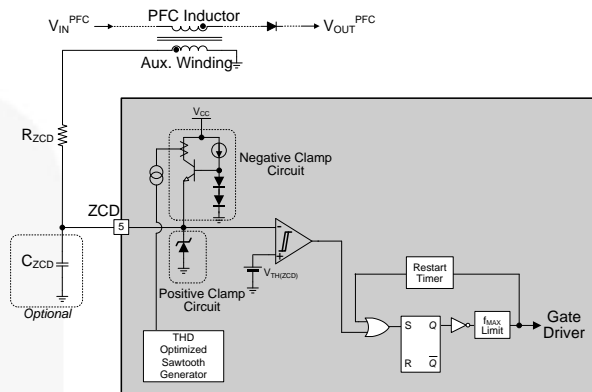 V_IN^PFC
PFC Inductor
V_OUT^PFC
Aux. Winding
R_ZCD
V_CC
Negative Clamp
Circuit
ZCD
5
C_ZCD
Optional
Positive Clamp
Circuit
V_TH(ZCD)
THD
Optimized
Sawtooth
Generator
Restart
Timer
S Q
R Q̅
f_MAX
Limit
Gate
Driver